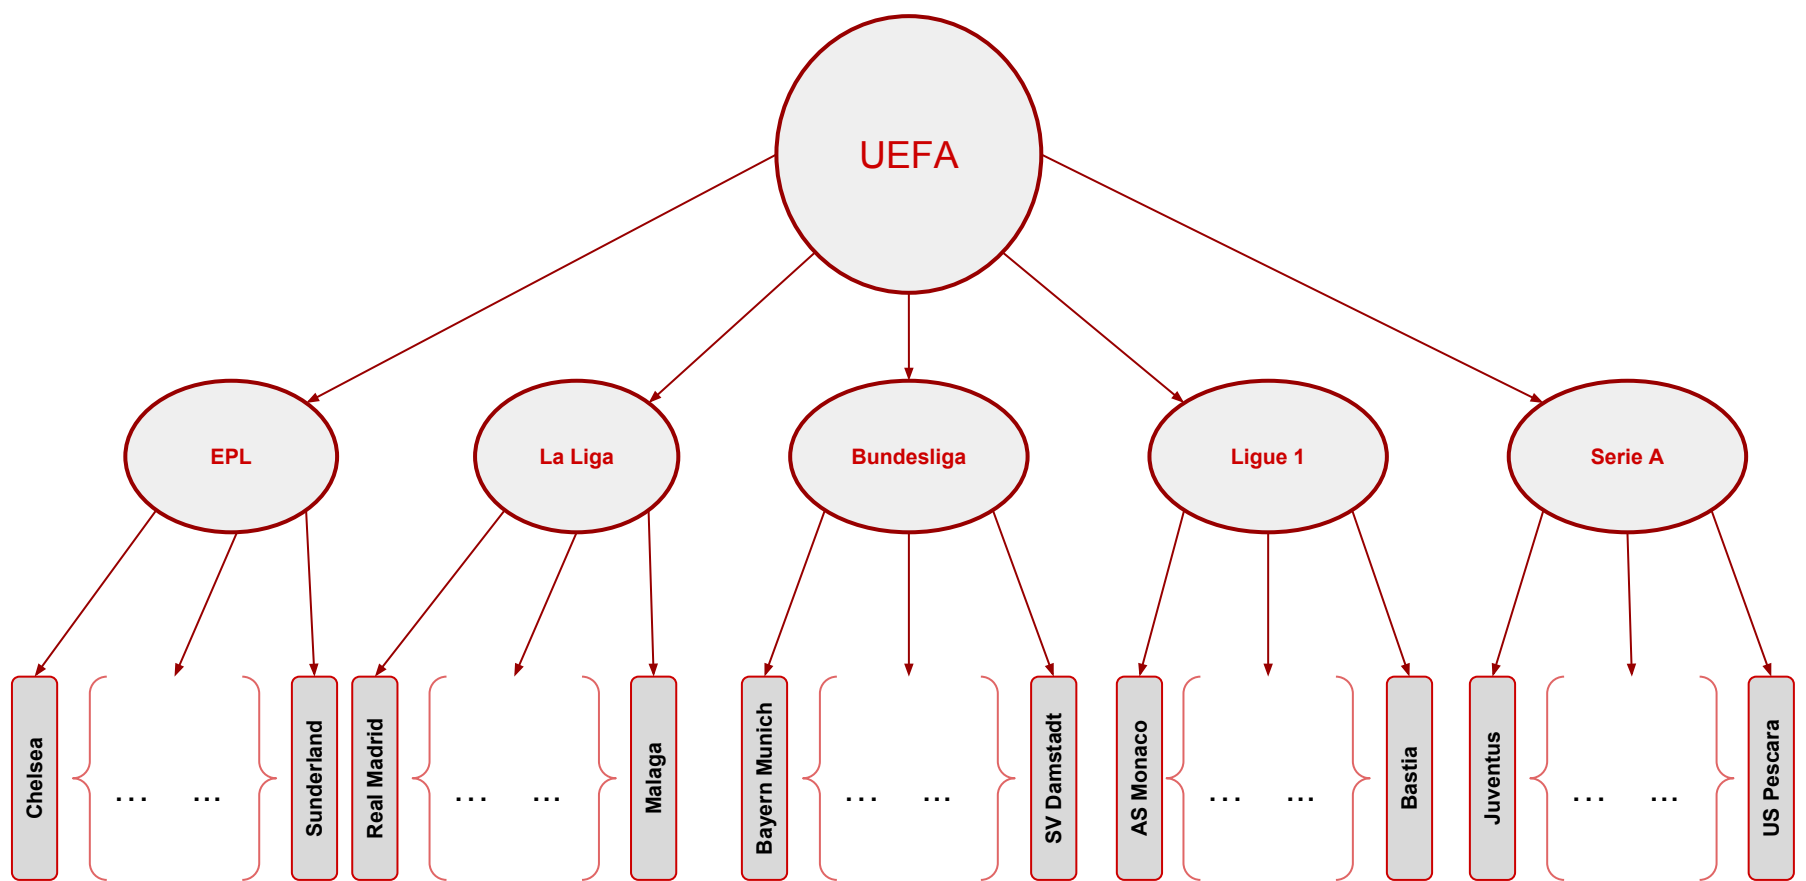 UEFA
EPL
La Liga
Bundesliga
Ligue 1
Serie A
Chelsea
... ...
Sunderland
Real Madrid
... ...
Malaga
Bayern Munich
... ...
SV Damstadt
AS Monaco
... ...
Bastia
Juventus
... ...
US Pescara